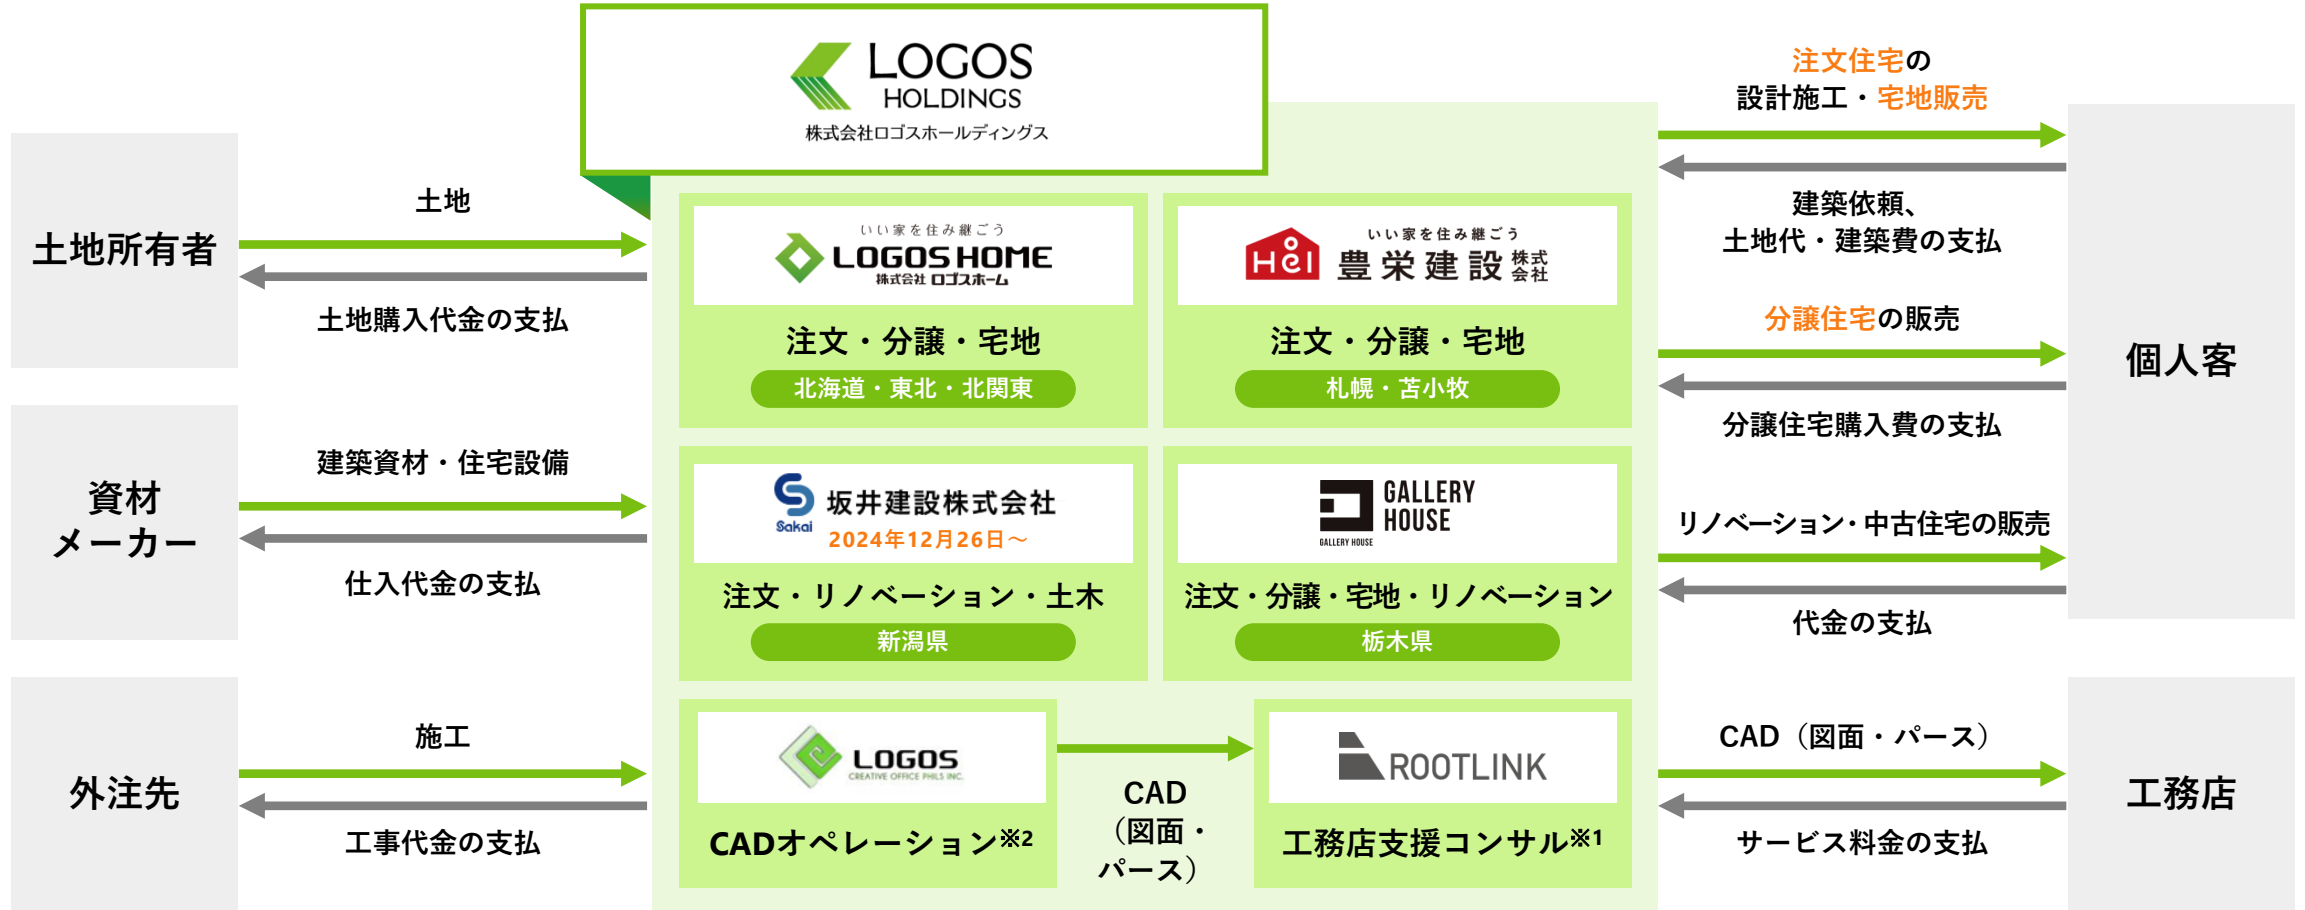 LOGOS
HOLDINGS
株式会社ロゴスホールディングス
土地所有者
土地
土地購入代金の支払
資材
メーカー
建築資材・住宅設備
仕入代金の支払
外注先
施工
工事代金の支払
いい家を住み継ごう
LOGOS HOME
株式会社 ロゴスホーム
注文・分譲・宅地
北海道・東北・北関東
いい家を住み継ごう
Hei 豊栄建設 株式会社
注文・分譲・宅地
札幌・苫小牧
Sakai
坂井建設株式会社
2024年12月26日～
注文・リノベーション・土木
新潟県
GALLERY
HOUSE
GALLERY HOUSE
注文・分譲・宅地・リノベーション
栃木県
LOGOS
CREATIVE OFFICE PHILS INC.
CADオペレーション※2
CAD
（図面・
パース）
ROOTLINK
工務店支援コンサル※1
注文住宅の
設計施工・宅地販売
建築依頼、
土地代・建築費の支払
分譲住宅の販売
分譲住宅購入費の支払
リノベーション・中古住宅の販売
代金の支払
個人客
CAD（図面・パース）
サービス料金の支払
工務店